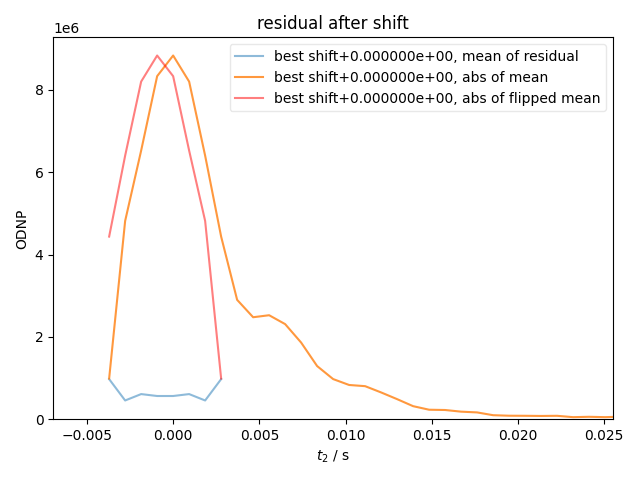 residual after shift
1e6
best shift+0.000000e+00, mean of residual
best shift+0.000000e+00, abs of mean
best shift+0.000000e+00, abs of flipped mean
8
6
4
2
0
ODNP
−0.005 0.000 0.005 0.010 0.015 0.020 0.025
t₂ / s